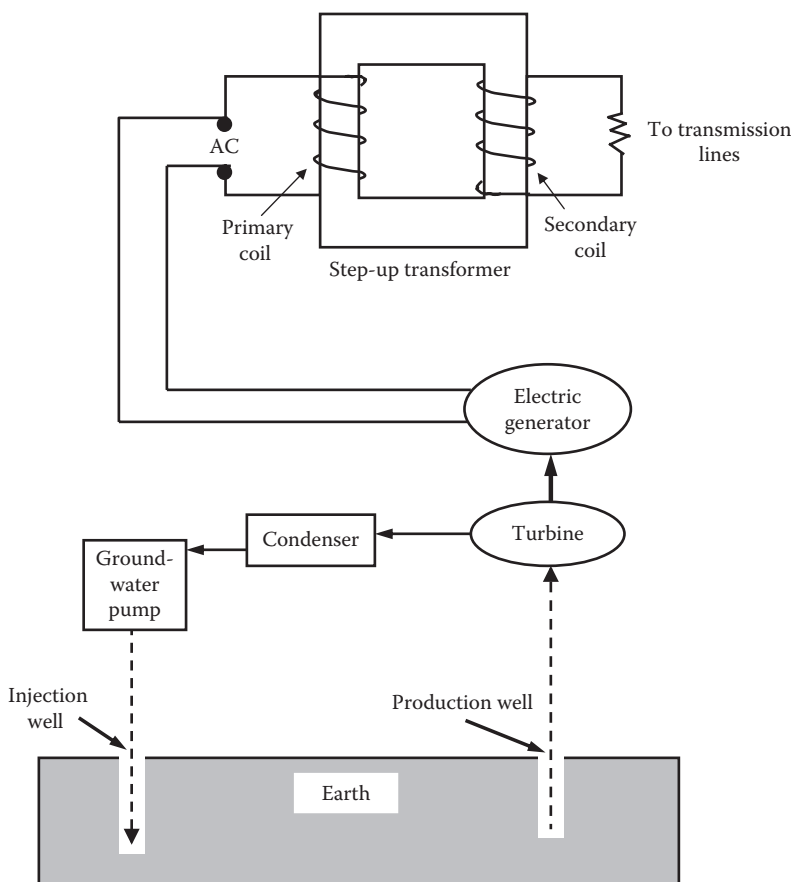 AC
To transmission
lines
Primary
coil
Secondary
coil
Step-up transformer
Electric
generator
Turbine
Condenser
Ground-
water
pump
Injection
well
Production well
Earth